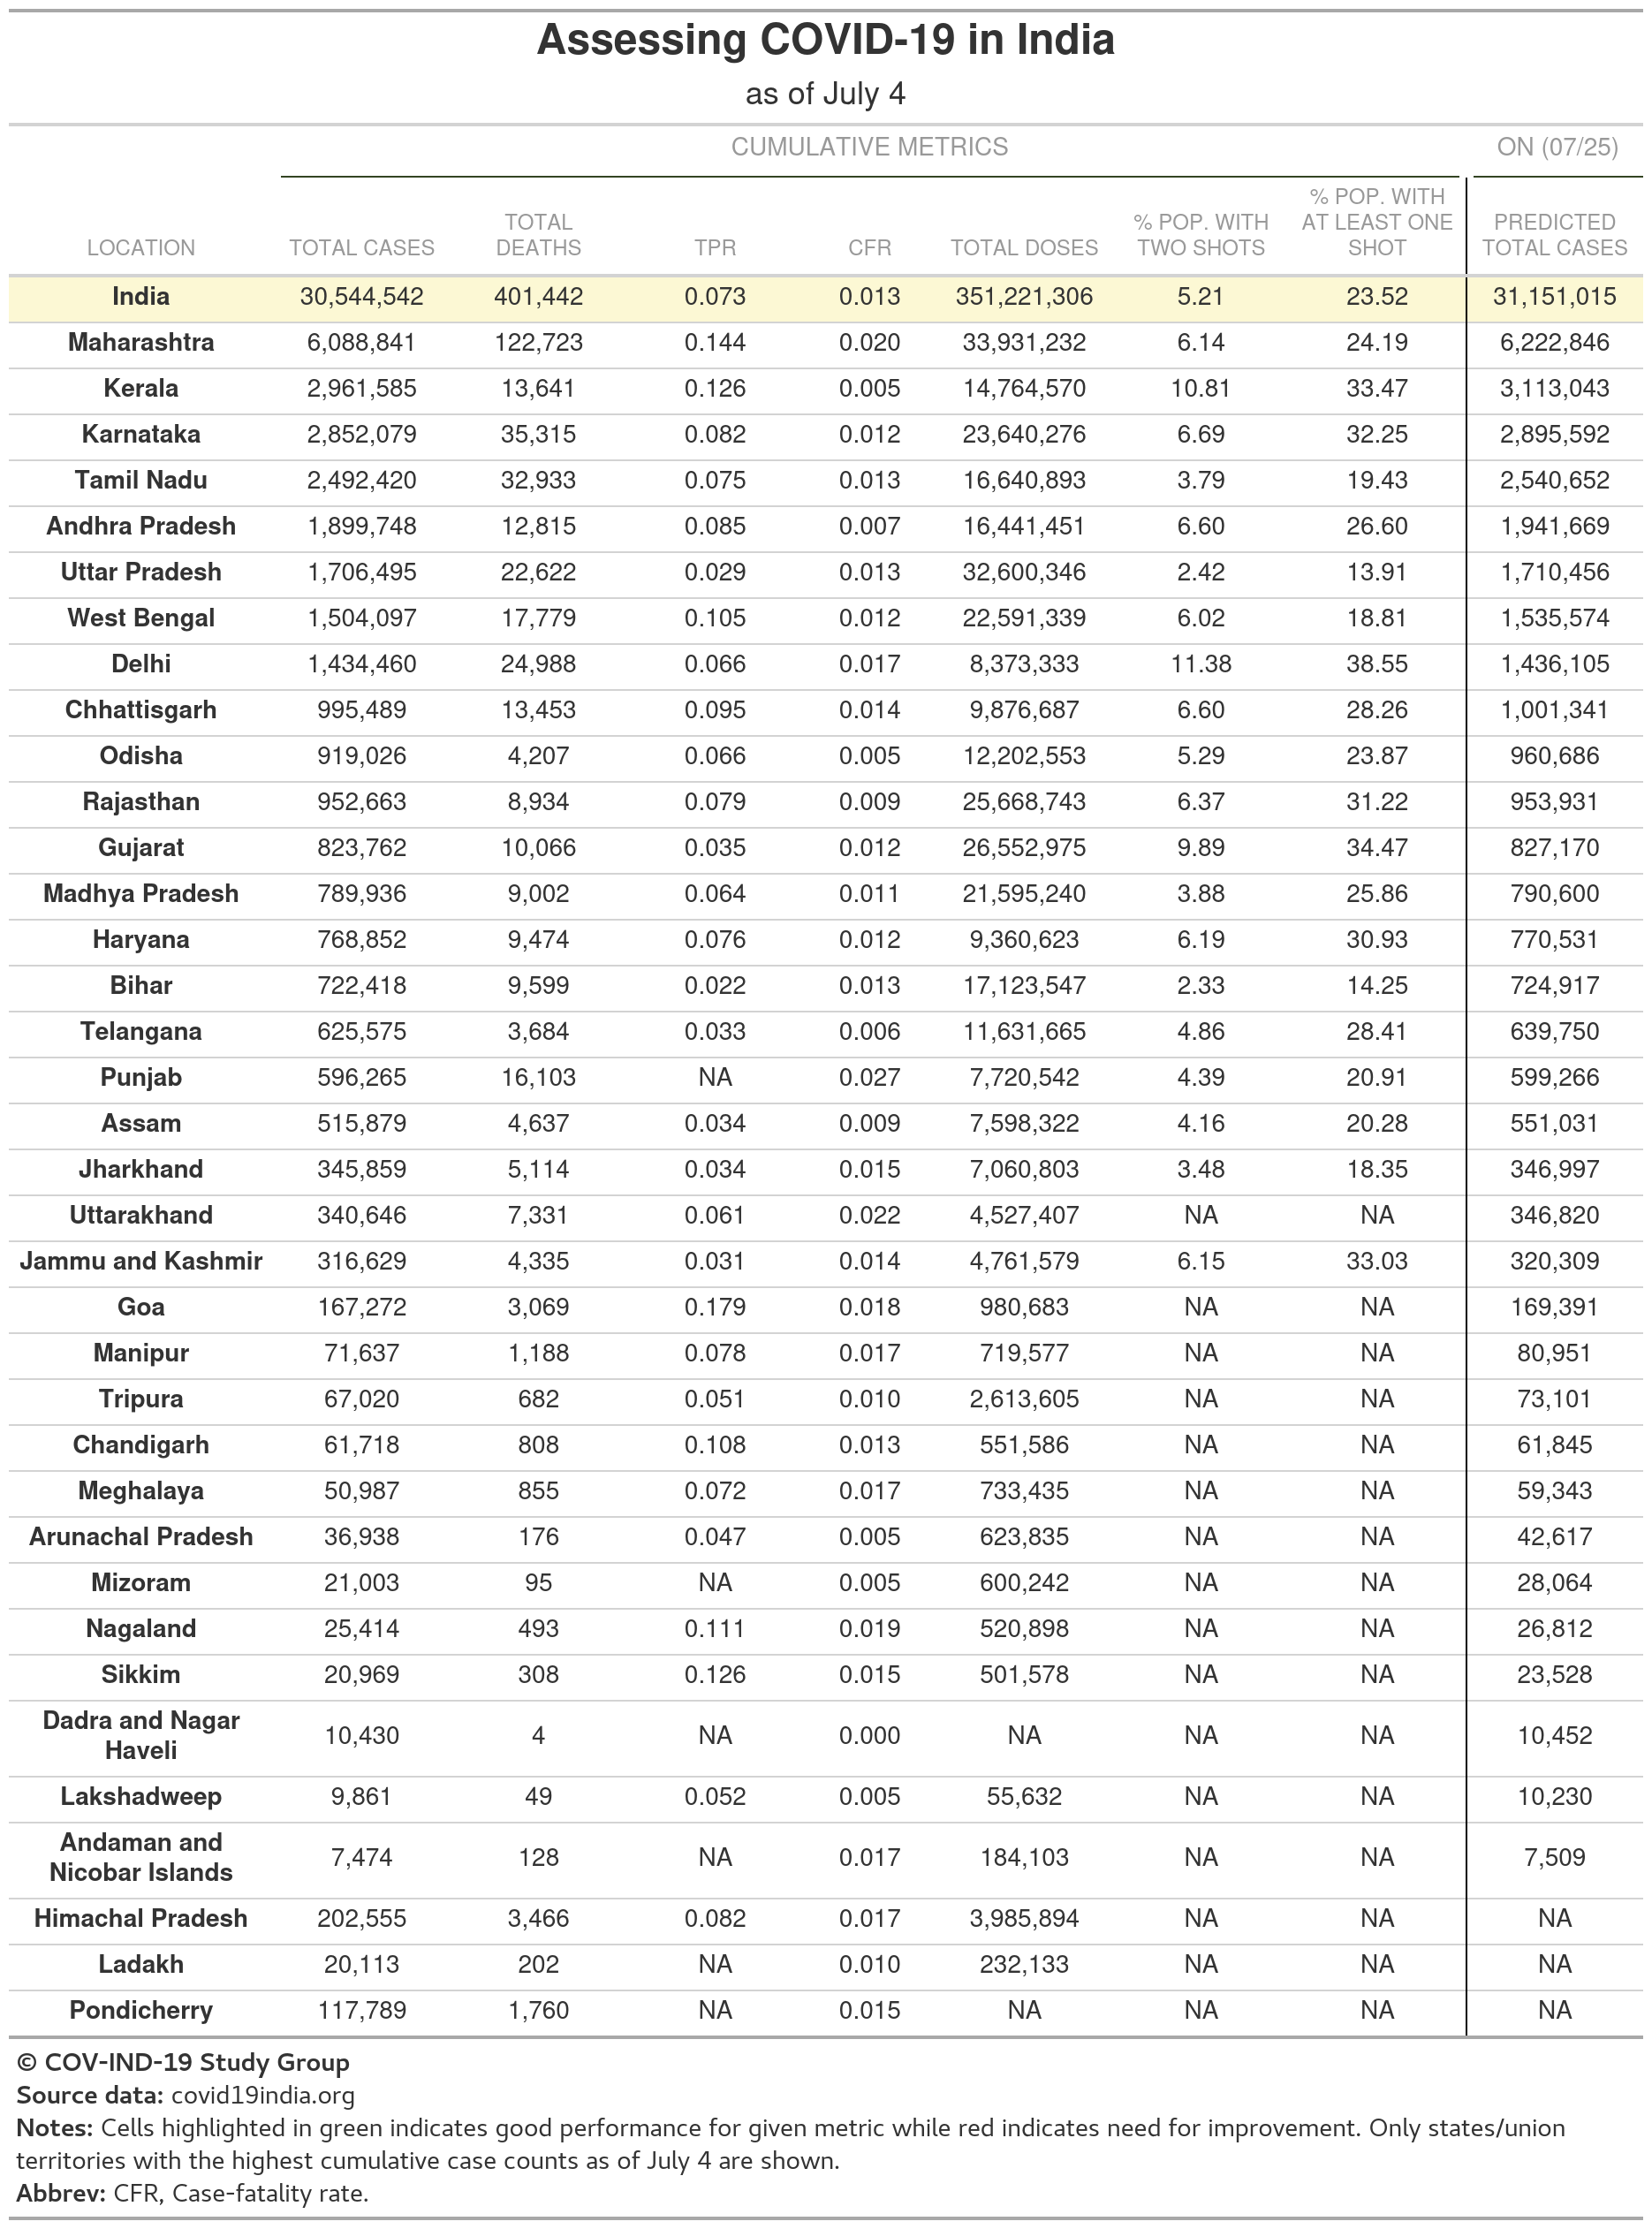 Assessing COVID-19 in India
as of July 4
CUMULATIVE METRICS ON (07/25)
LOCATION TOTAL CASES TOTAL DEATHS TPR CFR TOTAL DOSES % POP. WITH TWO SHOTS % POP. WITH AT LEAST ONE SHOT PREDICTED TOTAL CASES
India 30,544,542 401,442 0.073 0.013 351,221,306 5.21 23.52 31,151,015
Maharashtra 6,088,841 122,723 0.144 0.020 33,931,232 6.14 24.19 6,222,846
Kerala 2,961,585 13,641 0.126 0.005 14,764,570 10.81 33.47 3,113,043
Karnataka 2,852,079 35,315 0.082 0.012 23,640,276 6.69 32.25 2,895,592
Tamil Nadu 2,492,420 32,933 0.075 0.013 16,640,893 3.79 19.43 2,540,652
Andhra Pradesh 1,899,748 12,815 0.085 0.007 16,441,451 6.60 26.60 1,941,669
Uttar Pradesh 1,706,495 22,622 0.029 0.013 32,600,346 2.42 13.91 1,710,456
West Bengal 1,504,097 17,779 0.105 0.012 22,591,339 6.02 18.81 1,535,574
Delhi 1,434,460 24,988 0.066 0.017 8,373,333 11.38 38.55 1,436,105
Chhattisgarh 995,489 13,453 0.095 0.014 9,876,687 6.60 28.26 1,001,341
Odisha 919,026 4,207 0.066 0.005 12,202,553 5.29 23.87 960,686
Rajasthan 952,663 8,934 0.079 0.009 25,668,743 6.37 31.22 953,931
Gujarat 823,762 10,066 0.035 0.012 26,552,975 9.89 34.47 827,170
Madhya Pradesh 789,936 9,002 0.064 0.011 21,595,240 3.88 25.86 790,600
Haryana 768,852 9,474 0.076 0.012 9,360,623 6.19 30.93 770,531
Bihar 722,418 9,599 0.022 0.013 17,123,547 2.33 14.25 724,917
Telangana 625,575 3,684 0.033 0.006 11,631,665 4.86 28.41 639,750
Punjab 596,265 16,103 NA 0.027 7,720,542 4.39 20.91 599,266
Assam 515,879 4,637 0.034 0.009 7,598,322 4.16 20.28 551,031
Jharkhand 345,859 5,114 0.034 0.015 7,060,803 3.48 18.35 346,997
Uttarakhand 340,646 7,331 0.061 0.022 4,527,407 NA NA 346,820
Jammu and Kashmir 316,629 4,335 0.031 0.014 4,761,579 6.15 33.03 320,309
Goa 167,272 3,069 0.179 0.018 980,683 NA NA 169,391
Manipur 71,637 1,188 0.078 0.017 719,577 NA NA 80,951
Tripura 67,020 682 0.051 0.010 2,613,605 NA NA 73,101
Chandigarh 61,718 808 0.108 0.013 551,586 NA NA 61,845
Meghalaya 50,987 855 0.072 0.017 733,435 NA NA 59,343
Arunachal Pradesh 36,938 176 0.047 0.005 623,835 NA NA 42,617
Mizoram 21,003 95 NA 0.005 600,242 NA NA 28,064
Nagaland 25,414 493 0.111 0.019 520,898 NA NA 26,812
Sikkim 20,969 308 0.126 0.015 501,578 NA NA 23,528
Dadra and Nagar Haveli 10,430 4 NA 0.000 NA NA NA 10,452
Lakshadweep 9,861 49 0.052 0.005 55,632 NA NA 10,230
Andaman and Nicobar Islands 7,474 128 NA 0.017 184,103 NA NA 7,509
Himachal Pradesh 202,555 3,466 0.082 0.017 3,985,894 NA NA NA
Ladakh 20,113 202 NA 0.010 232,133 NA NA NA
Pondicherry 117,789 1,760 NA 0.015 NA NA NA NA
© COV-IND-19 Study Group
Source data: covid19india.org
Notes: Cells highlighted in green indicates good performance for given metric while red indicates need for improvement. Only states/union
territories with the highest cumulative case counts as of July 4 are shown.
Abbrev: CFR, Case-fatality rate.